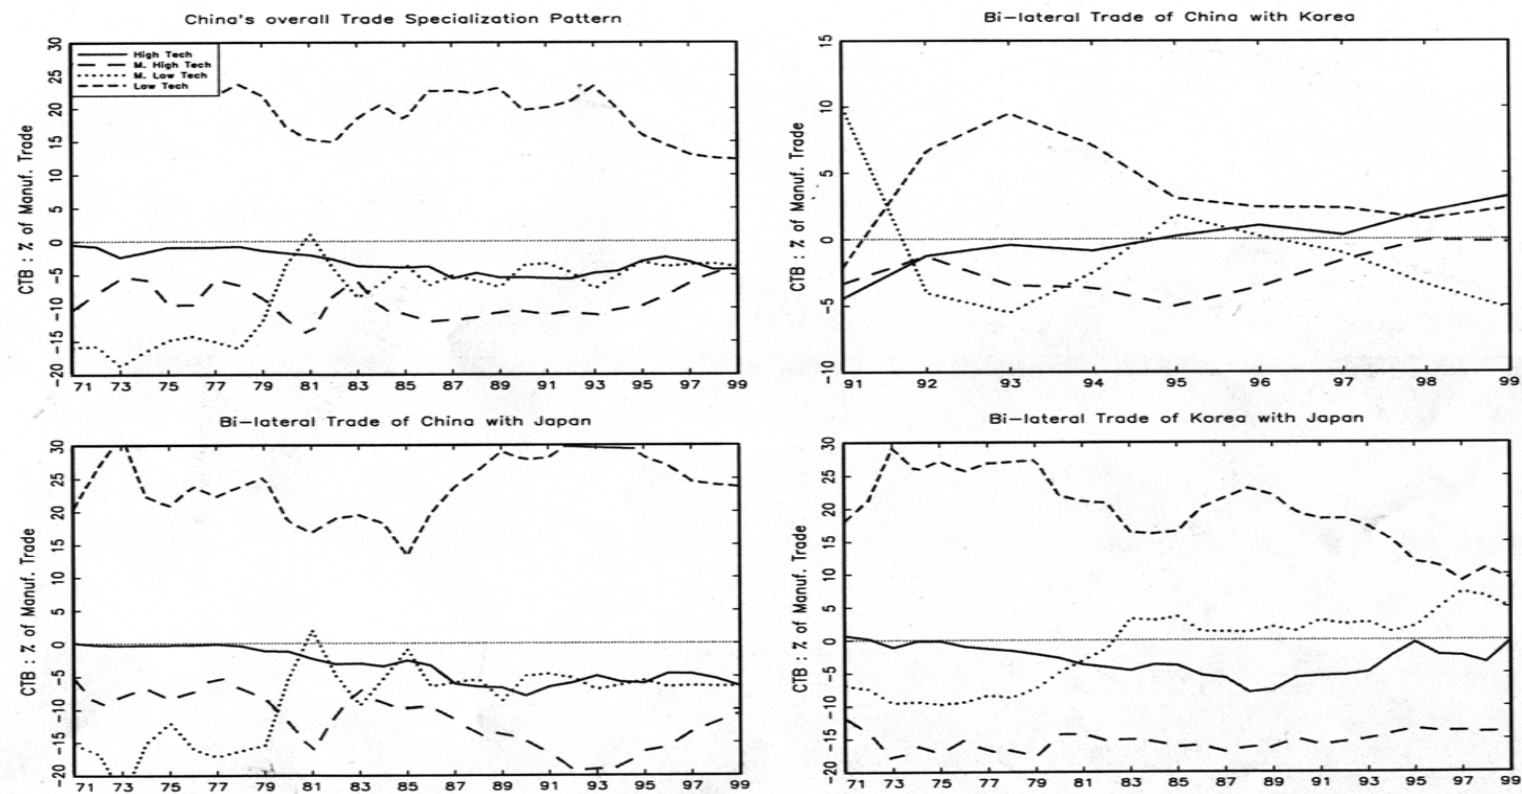 China's overall Trade Specialization Pattern
CTB : % of Manuf. Trade
30
25
20
15
10
5
0
-5
-10
-15
-20
High Tech
M. High Tech
M. Low Tech
Low Tech
71 73 75 77 79 81 83 85 87 89 91 93 95 97 99
Bi-lateral Trade of China with Korea
CTB : % of Manuf. Trade
15
10
5
0
-5
-10
91 92 93 94 95 96 97 98 99
Bi-lateral Trade of China with Japan
CTB : % of Manuf. Trade
30
25
20
15
10
5
0
-5
-10
-15
-20
71 73 75 77 79 81 83 85 87 89 91 93 95 97 99
Bi-lateral Trade of Korea with Japan
CTB : % of Manuf. Trade
30
25
20
15
10
5
0
-5
-10
-15
-20
71 73 75 77 79 81 83 85 87 89 91 93 95 97 99